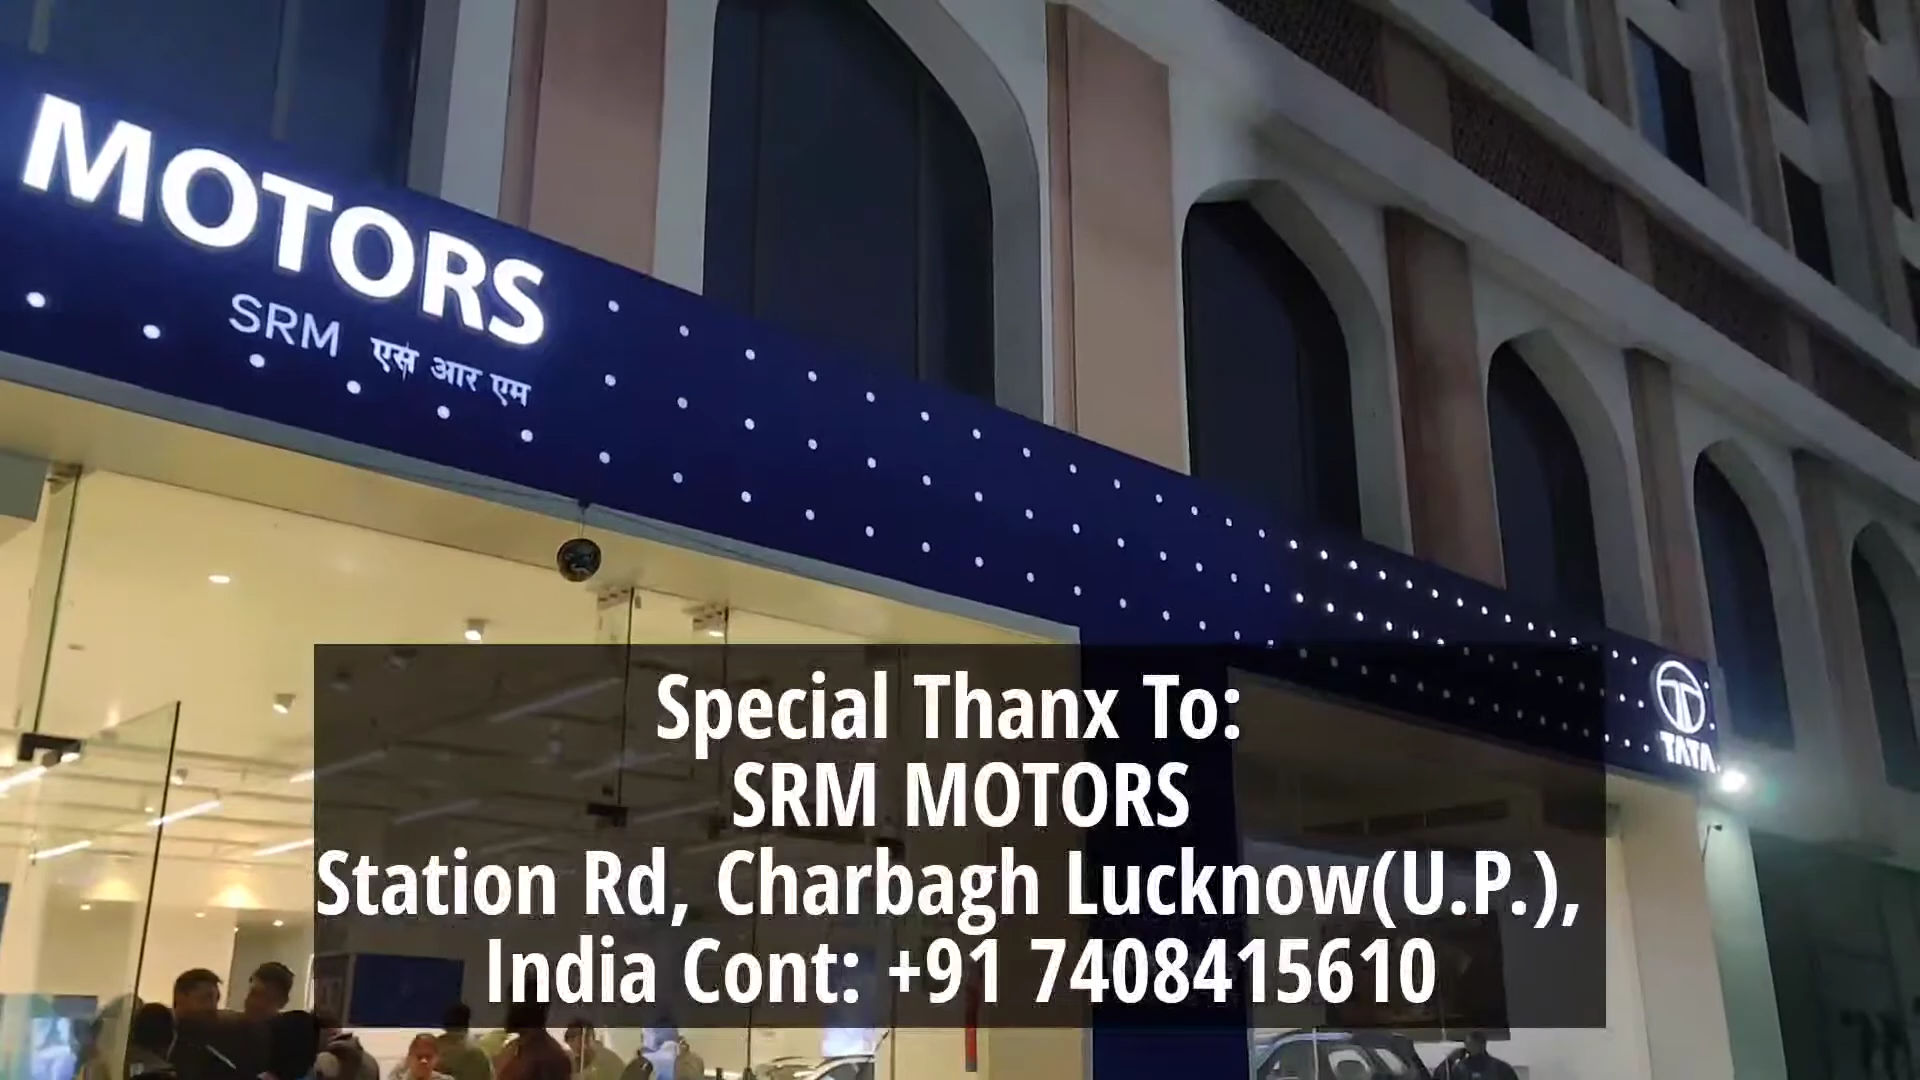 MOTORS
SRM एस आर एम
TATA
Special Thanx To:
SRM MOTORS
Station Rd, Charbagh Lucknow(U.P.),
India Cont: +91 7408415610